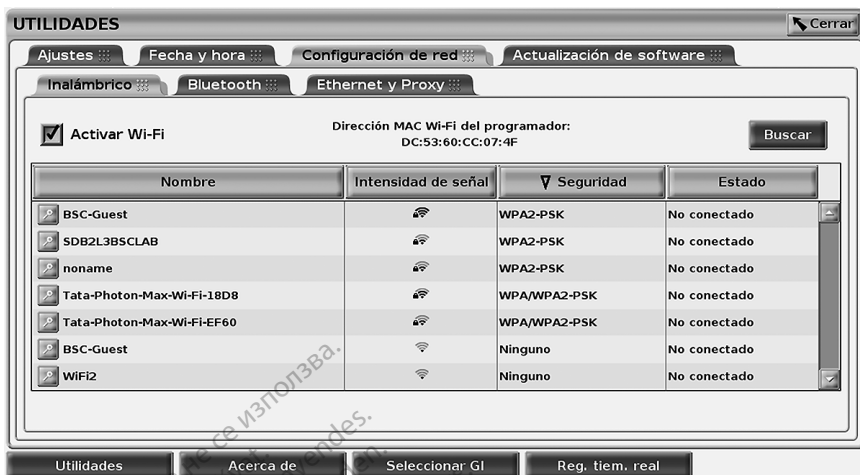 UTILIDADES
Cerrar
Ajustes Fecha y hora Configuración de red Actualización de software
Inalámbrico Bluetooth Ethernet y Proxy
Activar Wi-Fi
Dirección MAC Wi-Fi del programador:
DC:53:60:CC:07:4F
Buscar
Nombre Intensidad de señal Seguridad Estado
BSC-Guest WPA2-PSK No conectado
SDB2L3BSCLAB WPA2-PSK No conectado
noname WPA2-PSK No conectado
Tata-Photon-Max-Wi-Fi-18D8 WPA/WPA2-PSK No conectado
Tata-Photon-Max-Wi-Fi-EF60 WPA/WPA2-PSK No conectado
BSC-Guest Ninguno No conectado
WiFi2 Ninguno No conectado
не се използва.
Utilidades Acerca de Seleccionar GI Reg. tiem. real